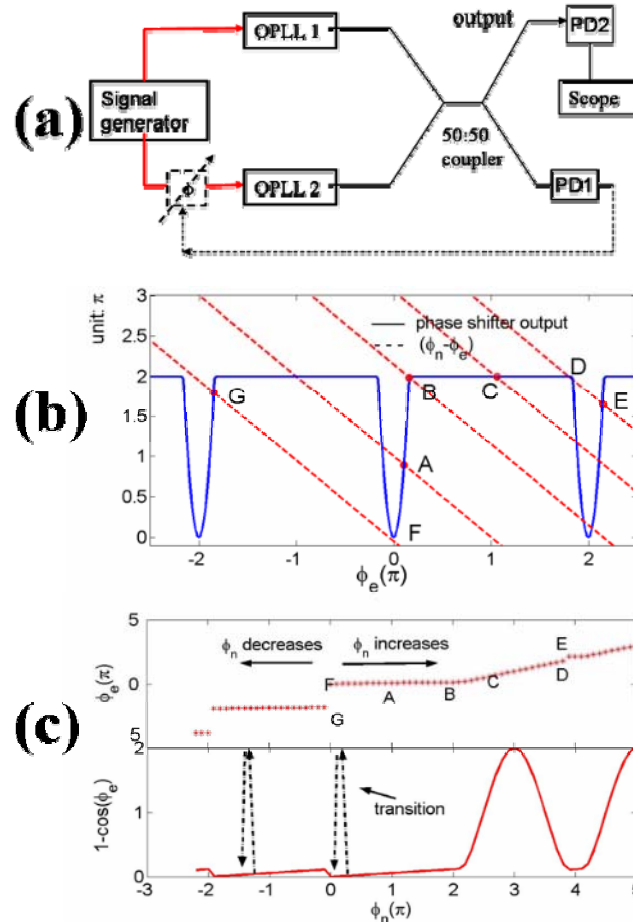 (a)
Signal generator
OPLL 1
OPLL 2
ϕ
output
50:50 coupler
PD2
Scope
PD1
(b)
unit: π
3
2.5
2
1.5
1
0.5
0
phase shifter output
(ϕn-ϕe)
G
B
C
D
E
A
F
-2
-1
0
1
2
ϕe(π)
(c)
ϕe(π)
5
0
5
ϕn decreases
ϕn increases
F
G
A
B
C
D
E
1-cos(ϕe)
2
1
0
transition
-3
-2
-1
0
1
2
3
4
5
ϕn(π)